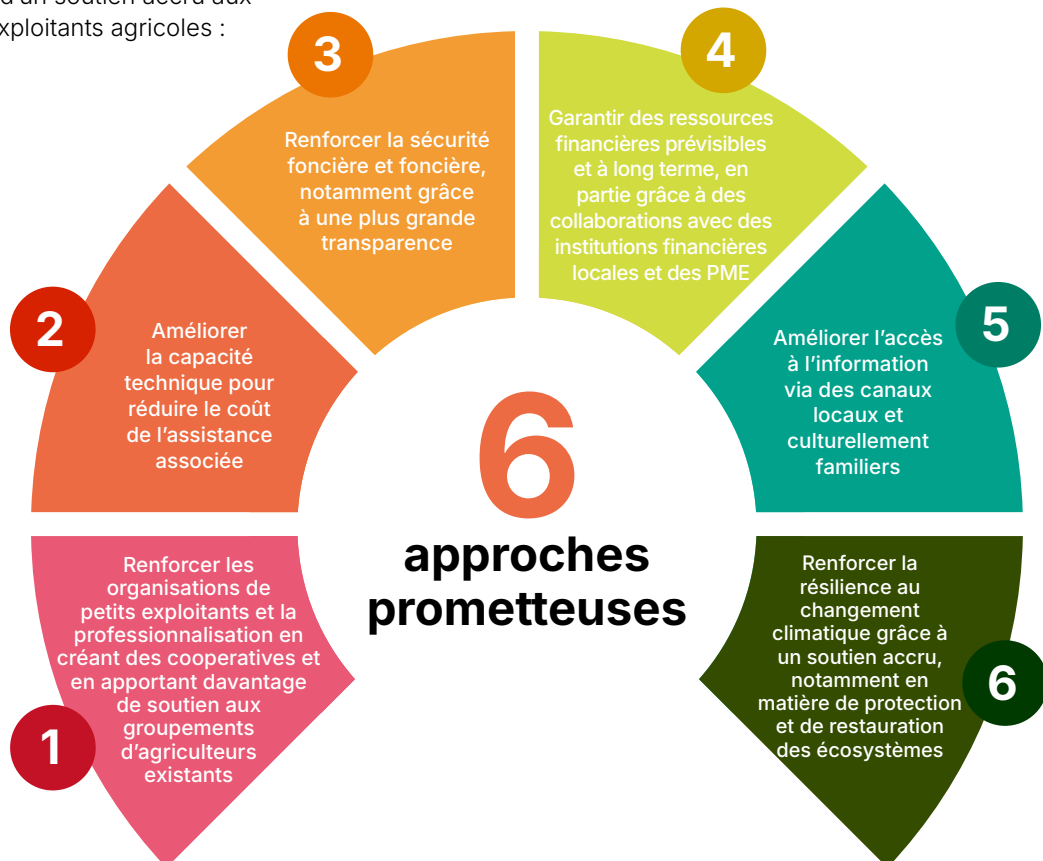 d'un soutien accru aux
exploitants agricoles :
6
approches
prometteuses
1
Renforcer les
organisations de
petits exploitants et la
professionnalisation en
créant des cooperatives et
en apportant davantage
de soutien aux
groupements
d'agriculteurs
existants
2
Améliorer
la capacité
technique pour
réduire le coût
de l'assistance
associée
3
Renforcer la sécurité
foncière et foncière,
notamment grâce
à une plus grande
transparence
4
Garantir des ressources
financières prévisibles
et à long terme, en
partie grâce à des
collaborations avec des
institutions financières
locales et des PME
5
Améliorer l'accès
à l'information
via des canaux
locaux et
culturellement
familiers
6
Renforcer la
résilience au
changement
climatique grâce à
un soutien accru,
notamment en
matière de protection
et de restauration
des écosystèmes